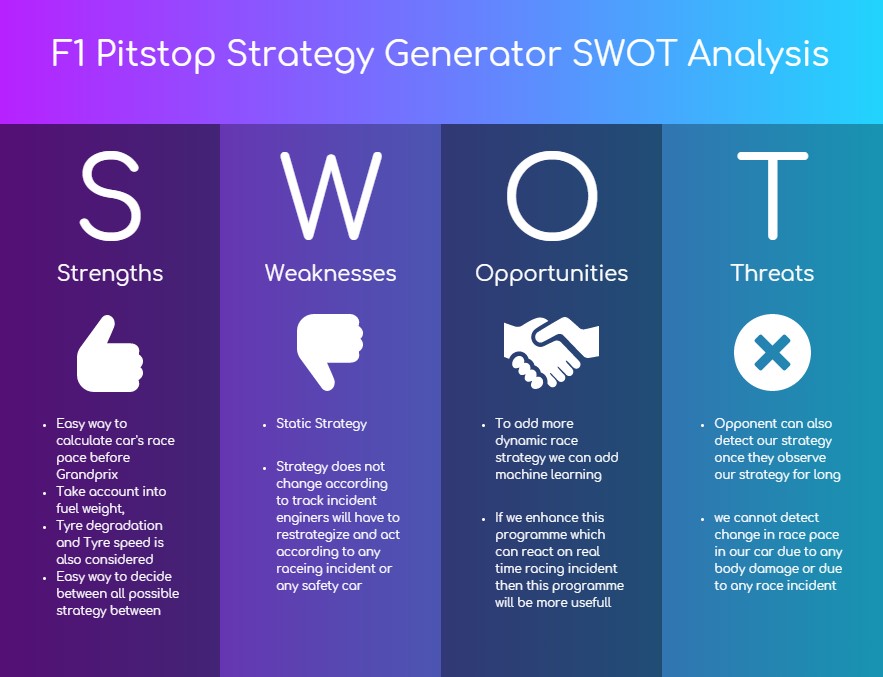 F1 Pitstop Strategy Generator SWOT Analysis
S
Strengths
• Easy way to
calculate car's race
pace before
Grandprix
• Take account into
fuel weight,
• Tyre degradation
and Tyre speed is
also considered
• Easy way to decide
between all possible
strategy between
W
Weaknesses
• Static Strategy
• Strategy does not
change according
to track incident
enginers will have to
restrategize and act
according to any
raceing incident or
any safety car
O
Opportunities
• To add more
dynamic race
strategy we can add
machine learning
• If we enhance this
programme which
can react on real
time racing incident
then this programme
will be more usefull
T
Threats
• Opponent can also
detect our strategy
once they observe
our strategy for long
• we cannot detect
change in race pace
in our car due to any
body damage or due
to any race incident